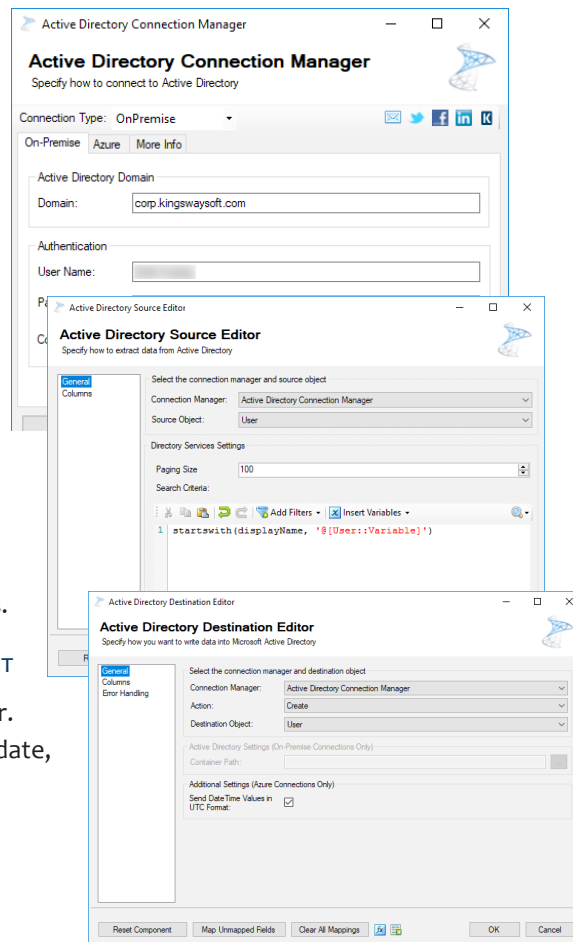 Active Directory Connection Manager
Active Directory Connection Manager
Specify how to connect to Active Directory
Connection Type: OnPremise
On-Premise Azure More Info
Active Directory Domain
Domain: corp.kingswaysoft.com
Authentication
User Name:
Active Directory Source Editor
Active Directory Source Editor
Specify how to extract data from Active Directory
General
Columns
Select the connection manager and source object
Connection Manager: Active Directory Connection Manager
Source Object: User
Directory Services Settings
Paging Size 100
Search Criteria:
Add Filters Insert Variables
1 startswith(displayName, '@[User::Variable]')
Active Directory Destination Editor
Active Directory Destination Editor
Specify how you want to write data into Microsoft Active Directory
General
Columns
Error Handling
Select the connection manager and destination object
Connection Manager: Active Directory Connection Manager
Action: Create
Destination Object: User
Active Directory Settings (On-Premise Connections Only)
Container Path:
Additional Settings (Azure Connections Only)
Send DateTime Values in
UTC Format:
Reset Component Map Unmapped Fields Clear All Mappings OK Cancel